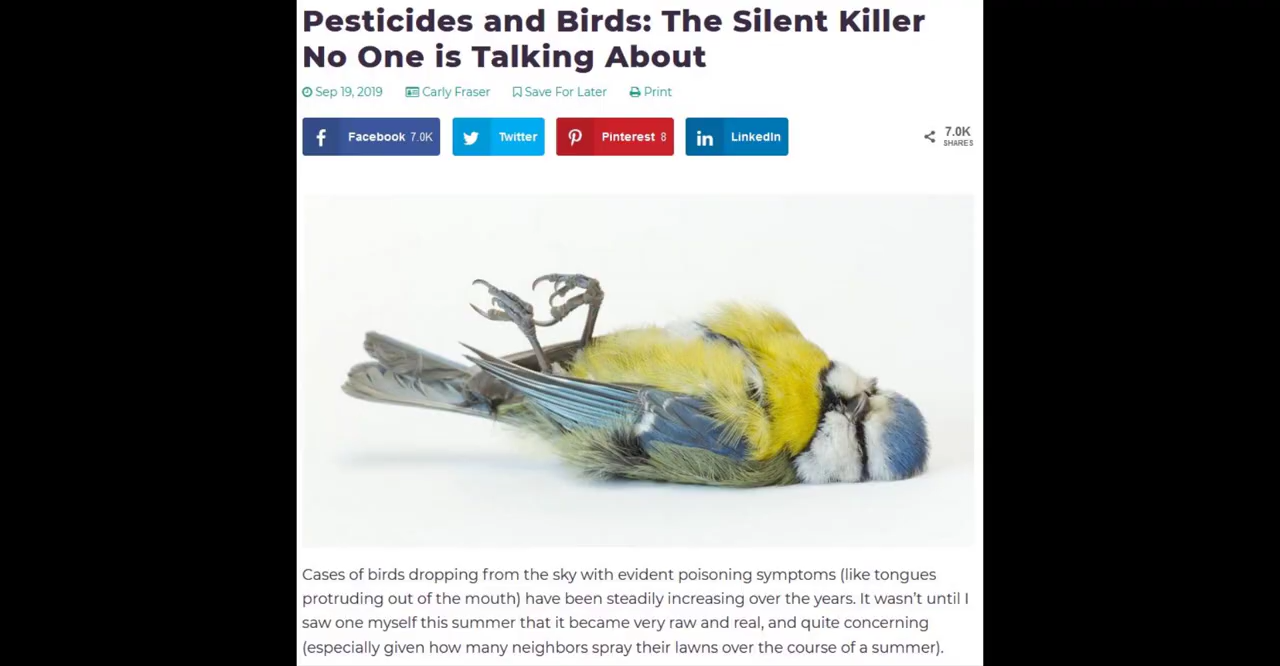 Pesticides and Birds: The Silent Killer
No One is Talking About
Sep 19, 2019 Carly Fraser Save For Later Print
Facebook 7.0K Twitter Pinterest 8 LinkedIn 7.0K
SHARES
Cases of birds dropping from the sky with evident poisoning symptoms (like tongues
protruding out of the mouth) have been steadily increasing over the years. It wasn't until I
saw one myself this summer that it became very raw and real, and quite concerning
(especially given how many neighbors spray their lawns over the course of a summer).